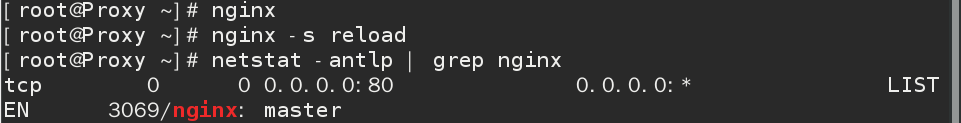 [root@Proxy ~]# nginx
[root@Proxy ~]# nginx -s reload
[root@Proxy ~]# netstat -antlp | grep nginx
tcp        0      0 0.0.0.0:80              0.0.0.0:*               LIST
EN      3069/nginx: master